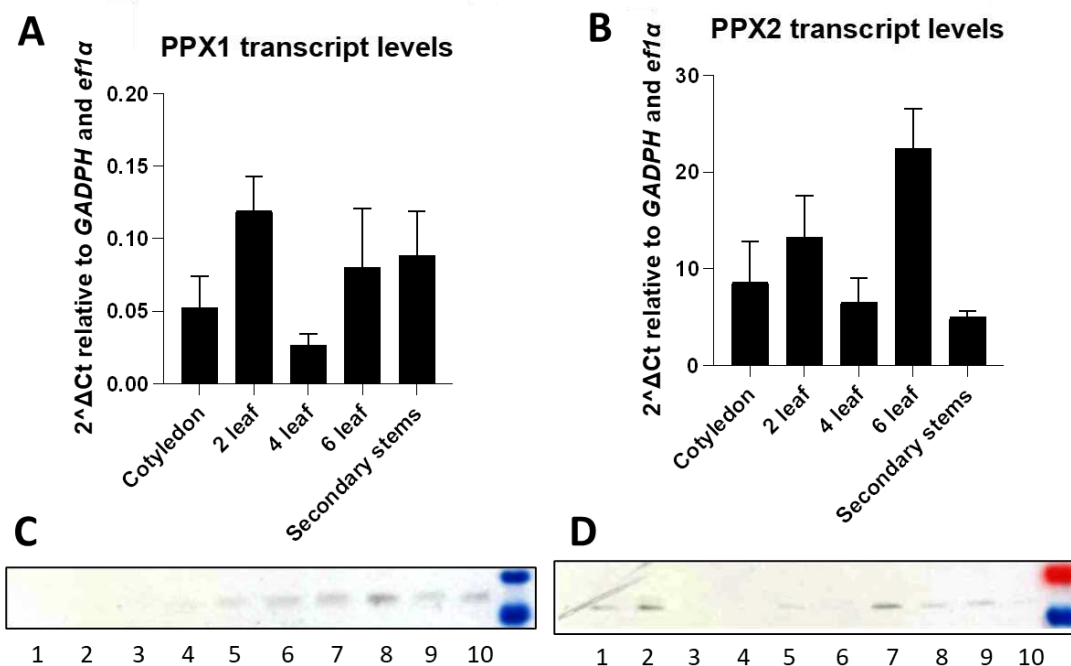 A
PPX1 transcript levels
2^ΔCt relative to GADPH and ef1α
0.20
0.15
0.10
0.05
0.00
Cotyledon
2 leaf
4 leaf
6 leaf
Secondary stems
B
PPX2 transcript levels
2^ΔCt relative to GADPH and ef1α
30
20
10
0
Cotyledon
2 leaf
4 leaf
6 leaf
Secondary stems
C
1 2 3 4 5 6 7 8 9 10
D
1 2 3 4 5 6 7 8 9 10